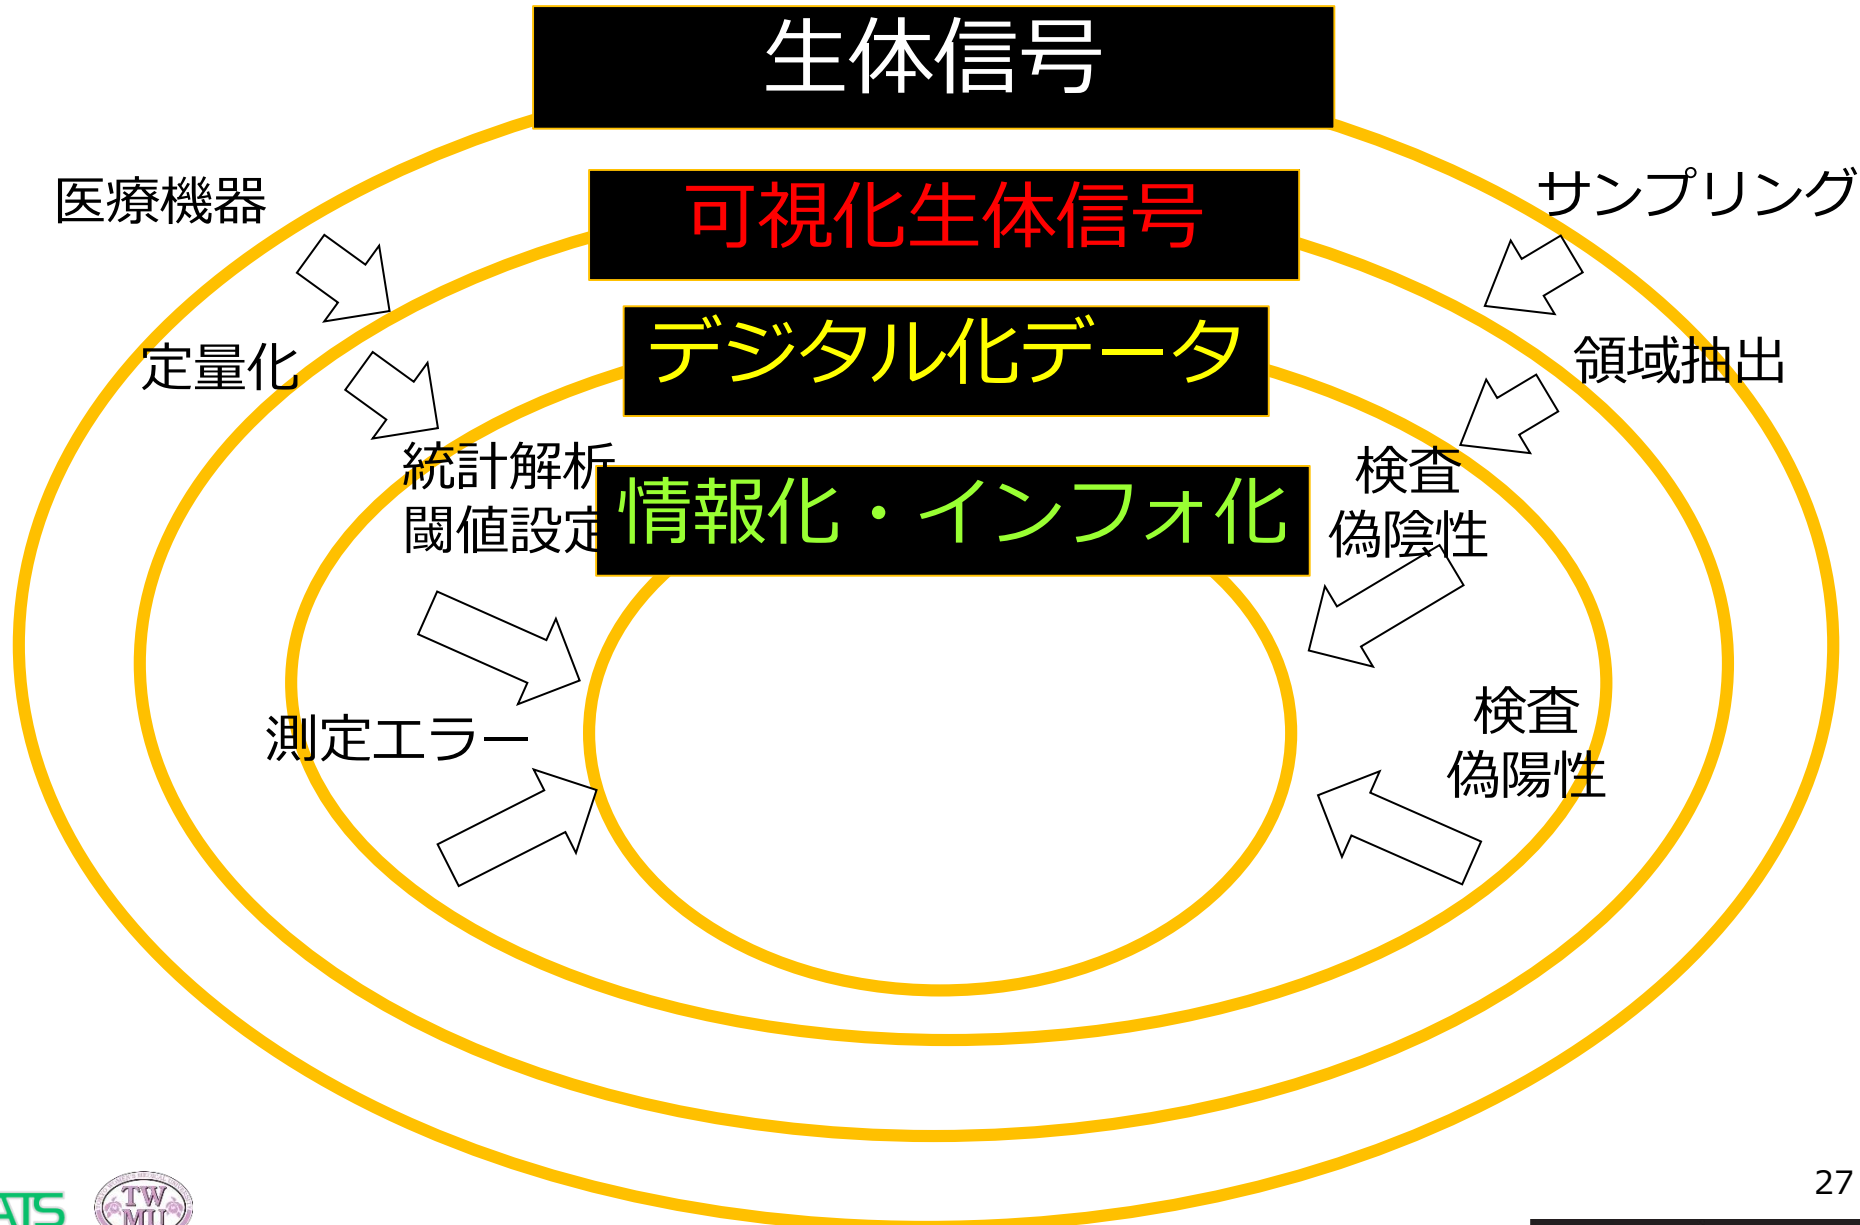 生体信号
医療機器
サンプリング
可視化生体信号
デジタル化データ
定量化
領域抽出
統計解析
閾値設定
情報化・インフォ化
検査
偽陰性
測定エラー
検査
偽陽性
27
ATS
TW
MU